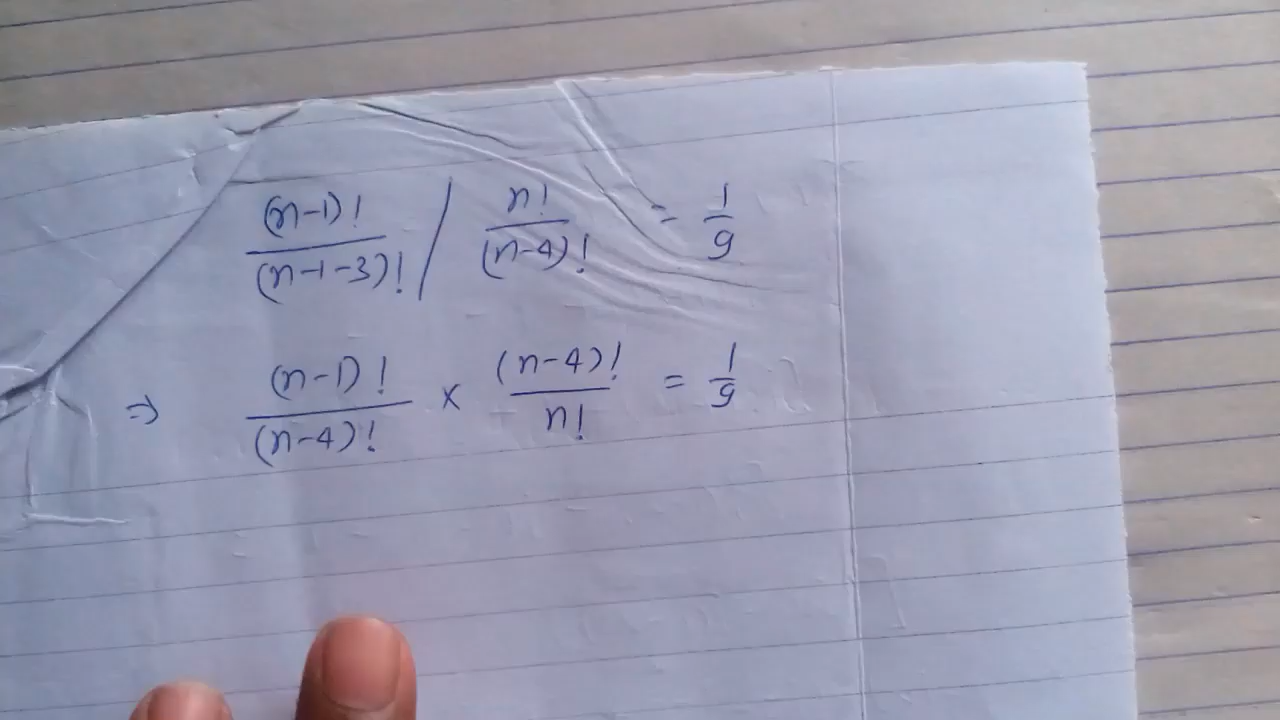 (n-1)! / (n-1-3)! / n! / (n-4)! = 1/9
⇒ (n-1)! / (n-4)! × (n-4)! / n! = 1/9